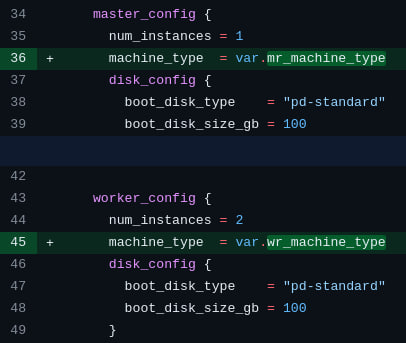 34 master_config {
35 num_instances = 1
36 + machine_type = var.mr_machine_type
37 disk_config {
38 boot_disk_type = "pd-standard"
39 boot_disk_size_gb = 100
42
43 worker_config {
44 num_instances = 2
45 + machine_type = var.wr_machine_type
46 disk_config {
47 boot_disk_type = "pd-standard"
48 boot_disk_size_gb = 100
49 }